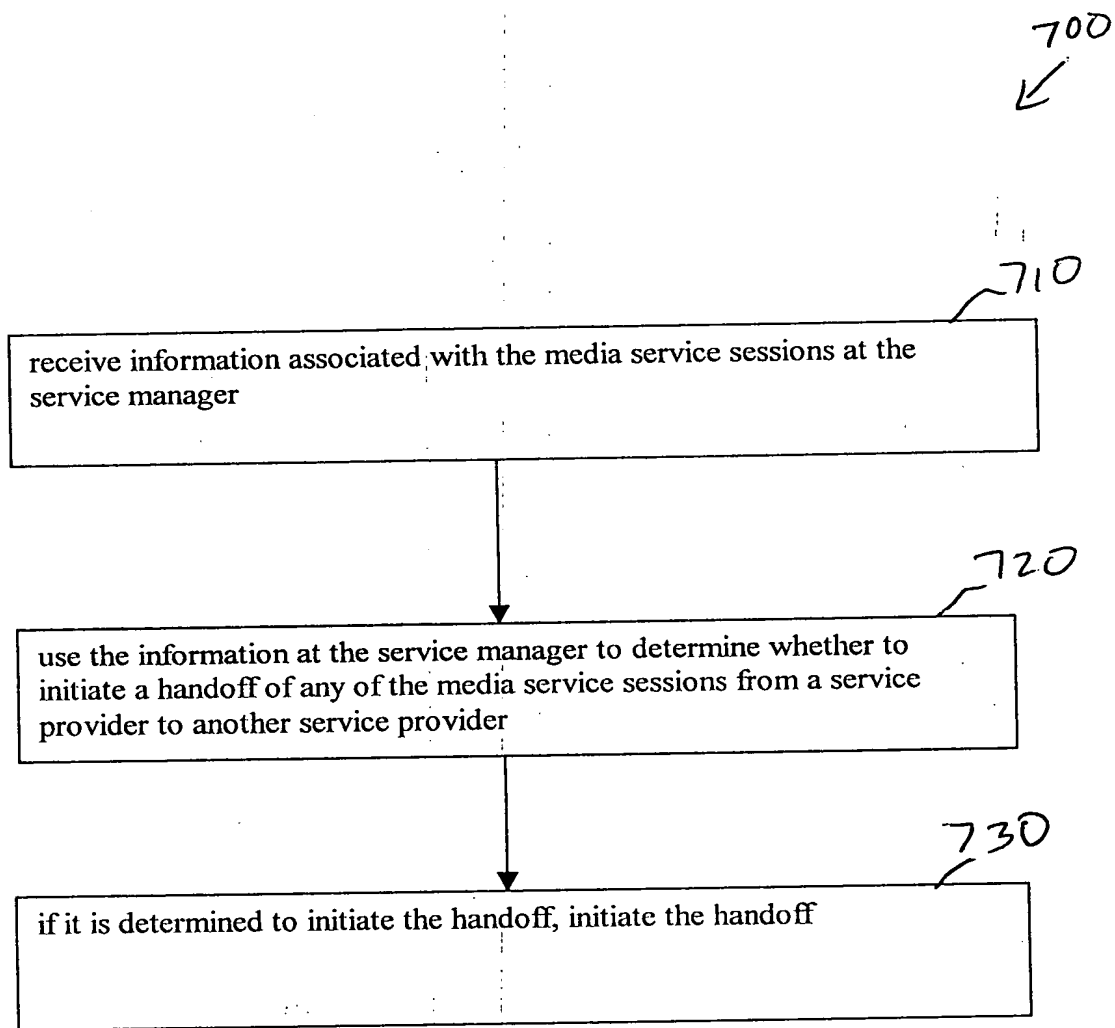 700
710
receive information associated with the media service sessions at the
service manager
720
use the information at the service manager to determine whether to
initiate a handoff of any of the media service sessions from a service
provider to another service provider
730
if it is determined to initiate the handoff, initiate the handoff